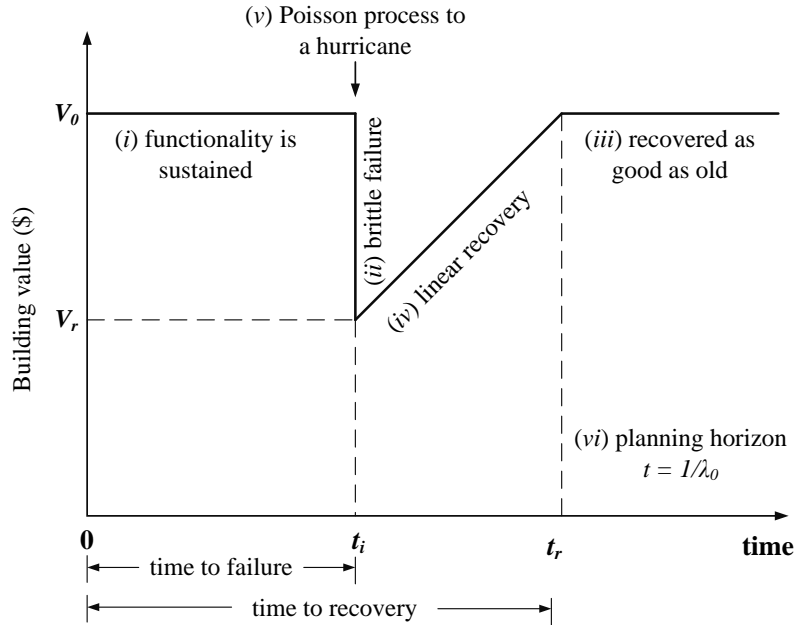 (v) Poisson process to
a hurricane
V0
(i) functionality is
sustained
(ii) brittle failure
(iii) recovered as
good as old
(iv) linear recovery
Building value ($)
Vr
(vi) planning horizon
t = 1/λ0
0
ti
tr
time
time to failure
time to recovery